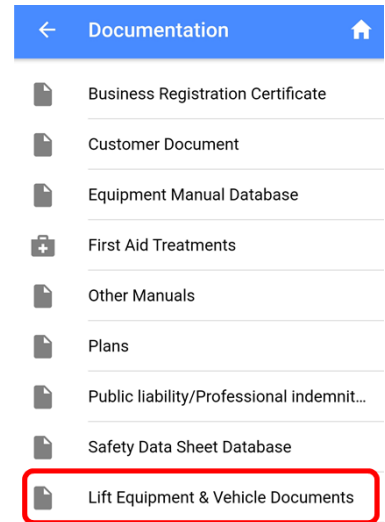 Documentation
Business Registration Certificate
Customer Document
Equipment Manual Database
First Aid Treatments
Other Manuals
Plans
Public liability/Professional indemnit...
Safety Data Sheet Database
Lift Equipment & Vehicle Documents